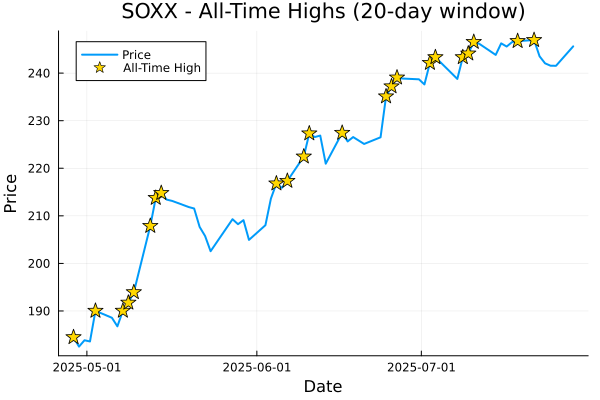 SOXX - All-Time Highs (20-day window)
Price
All-Time High
240
230
220
210
200
190
Price
2025-05-01
2025-06-01
2025-07-01
Date